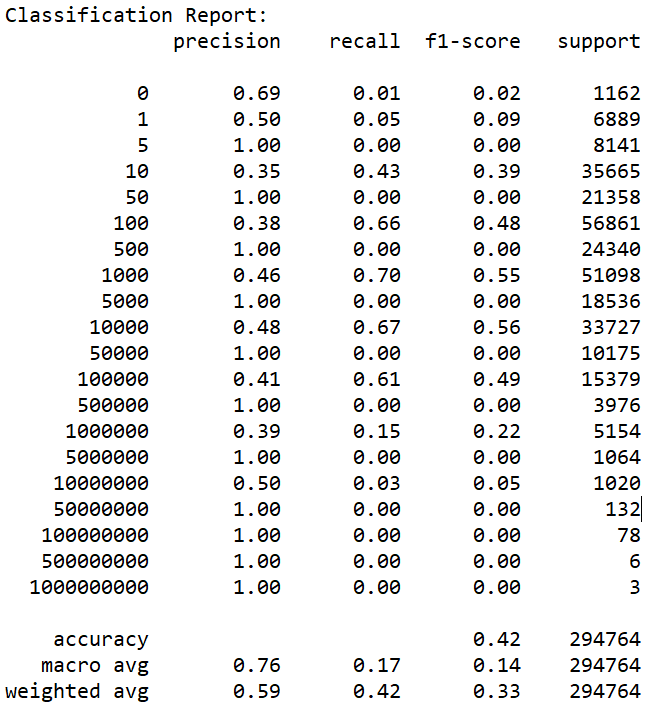 Classification Report:
precision recall f1-score support
0 0.69 0.01 0.02 1162
1 0.50 0.05 0.09 6889
5 1.00 0.00 0.00 8141
10 0.35 0.43 0.39 35665
50 1.00 0.00 0.00 21358
100 0.38 0.66 0.48 56861
500 1.00 0.00 0.00 24340
1000 0.46 0.70 0.55 51098
5000 1.00 0.00 0.00 18536
10000 0.48 0.67 0.56 33727
50000 1.00 0.00 0.00 10175
100000 0.41 0.61 0.49 15379
500000 1.00 0.00 0.00 3976
1000000 0.39 0.15 0.22 5154
5000000 1.00 0.00 0.00 1064
10000000 0.50 0.03 0.05 1020
50000000 1.00 0.00 0.00 132
100000000 1.00 0.00 0.00 78
500000000 1.00 0.00 0.00 6
1000000000 1.00 0.00 0.00 3
accuracy 0.42 294764
macro avg 0.76 0.17 0.14 294764
weighted avg 0.59 0.42 0.33 294764